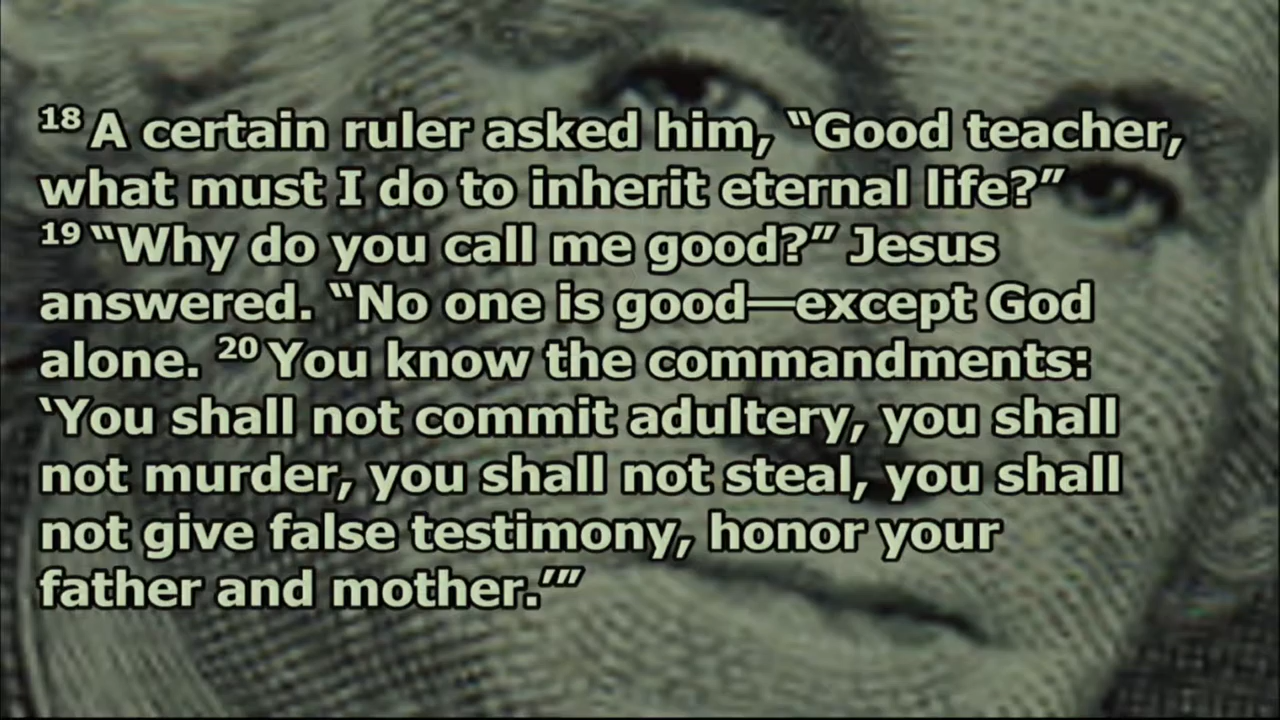 18 A certain ruler asked him, “Good teacher,
what must I do to inherit eternal life?”
19 “Why do you call me good?” Jesus
answered. “No one is good—except God
alone. 20 You know the commandments:
‘You shall not commit adultery, you shall
not murder, you shall not steal, you shall
not give false testimony, honor your
father and mother.’”